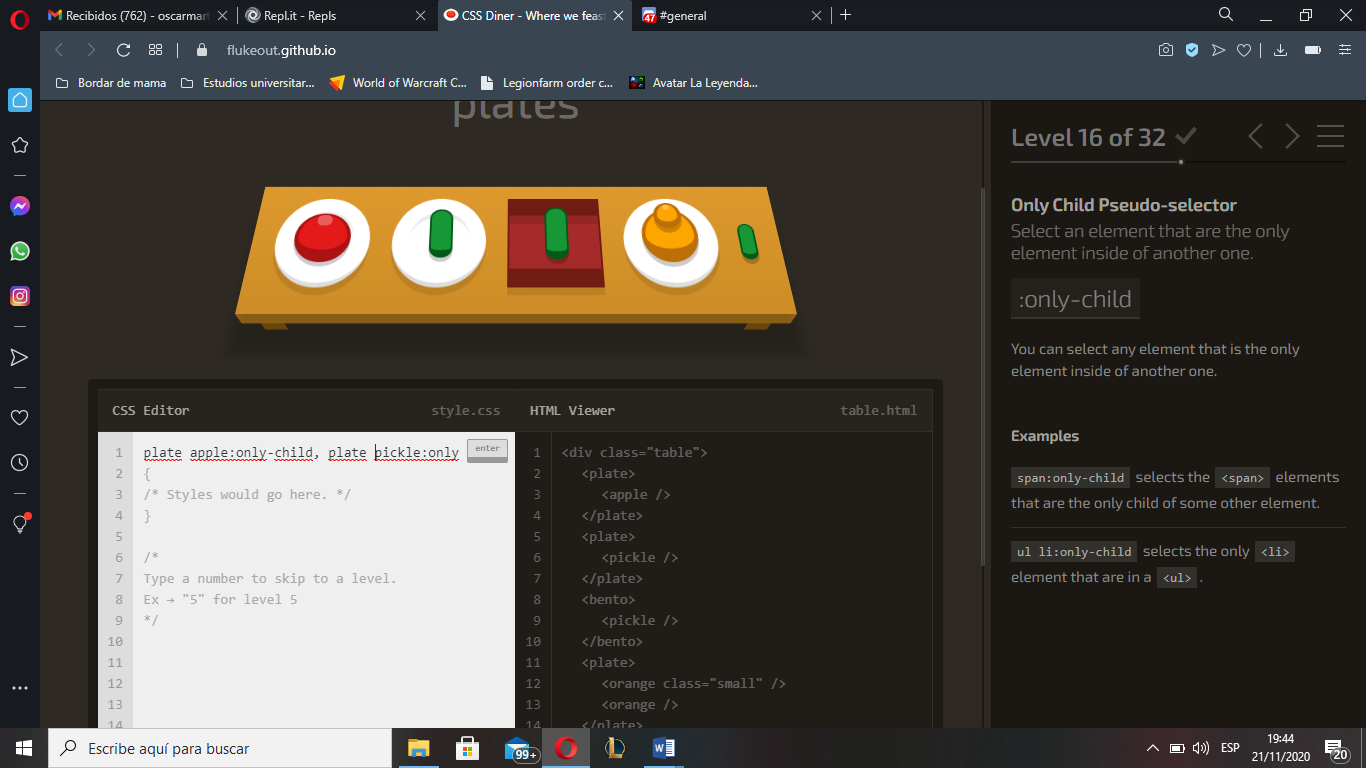 Recibidos (762) - oscarmar
Repl.it - Repls
CSS Diner - Where we feast
47 #general
flukeout.github.io
Bordar de mama
Estudios universitar...
World of Warcraft C...
Legionfarm order c...
Avatar La Leyenda...
plates
CSS Editor
style.css
1 plate apple:only-child, plate pickle:only
enter
2 {
3 /* Styles would go here. */
4 }
5
6 /*
7 Type a number to skip to a level.
8 Ex → "5" for level 5
9 */
10
11
12
13
14
HTML Viewer
table.html
1 <div class="table">
2 <plate>
3 <apple />
4 </plate>
5 <plate>
6 <pickle />
7 </plate>
8 <bento>
9 <pickle />
10 </bento>
11 <plate>
12 <orange class="small" />
13 <orange />
14 </plate>
Level 16 of 32
Only Child Pseudo-selector
Select an element that are the only
element inside of another one.
:only-child
You can select any element that is the only
element inside of another one.
Examples
span:only-child selects the <span> elements
that are the only child of some other element.
ul li:only-child selects the only <li>
element that are in a <ul> .
Escribe aquí para buscar
99+
ESP
19:44
21/11/2020
20